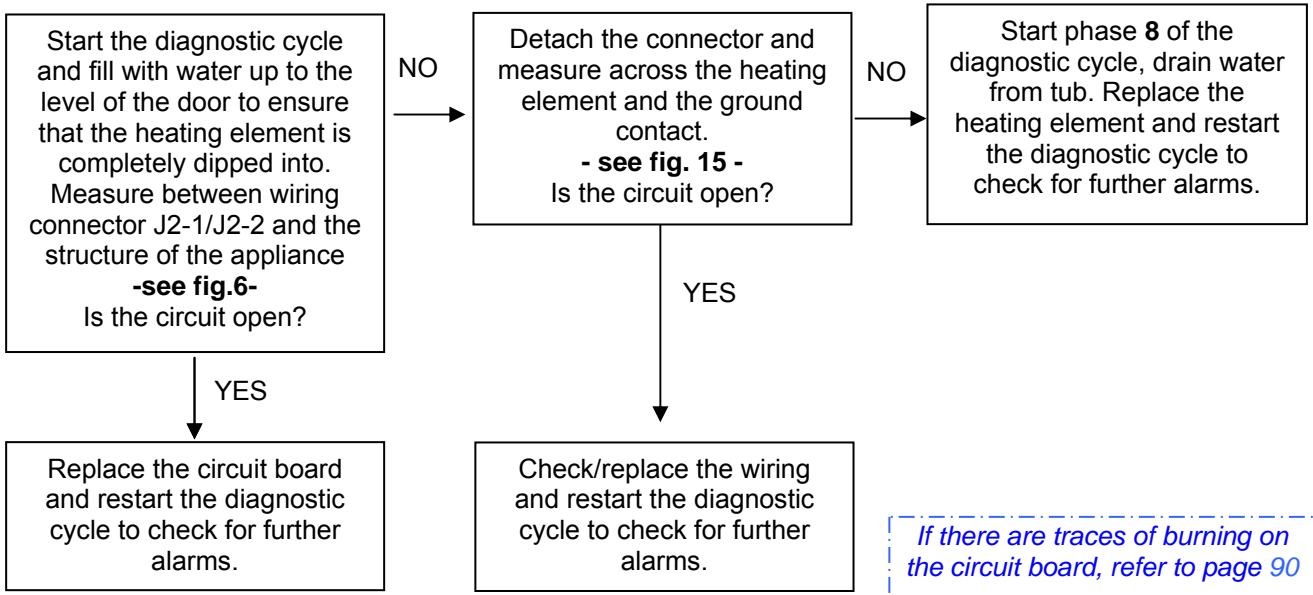 Start the diagnostic cycle
and fill with water up to the
level of the door to ensure
that the heating element is
completely dipped into.
Measure between wiring
connector J2-1/J2-2 and the
structure of the appliance
-see fig.6-
Is the circuit open?
NO
Detach the connector and
measure across the heating
element and the ground
contact.
- see fig. 15 -
Is the circuit open?
NO
Start phase 8 of the
diagnostic cycle, drain water
from tub. Replace the
heating element and restart
the diagnostic cycle to
check for further alarms.
YES
YES
Replace the circuit board
and restart the diagnostic
cycle to check for further
alarms.
Check/replace the wiring
and restart the diagnostic
cycle to check for further
alarms.
If there are traces of burning on
the circuit board, refer to page 90